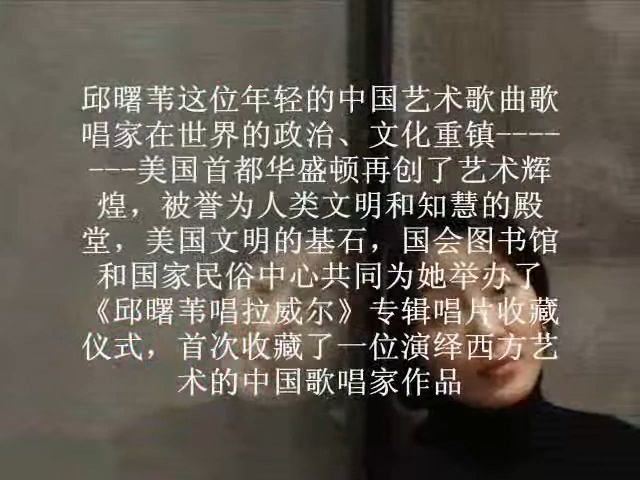 邱曙苇这位年轻的中国艺术歌曲歌
唱家在世界的政治、文化重镇-----
---美国首都华盛顿再创了艺术辉
煌，被誉为人类文明和知慧的殿
堂，美国文明的基石，国会图书馆
和国家民俗中心共同为她举办了
《邱曙苇唱拉威尔》专辑唱片收藏
仪式，首次收藏了一位演绎西方艺
术的中国歌唱家作品